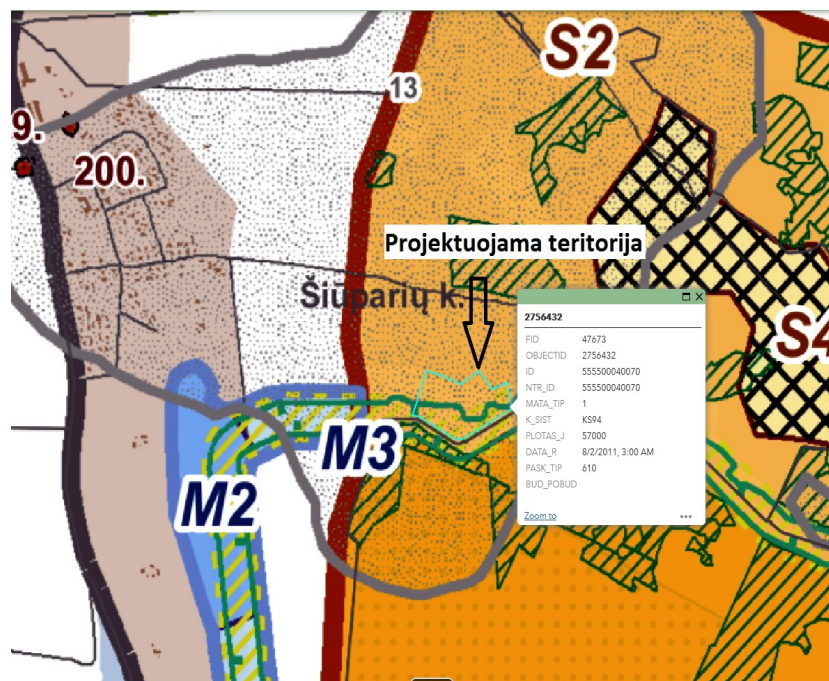 S2
13
9.
200.
Projektuojama teritorija
Šiūparių k.
2756432
FID 47673
OBJECTID 2756432
ID 555500040070
NTR_ID 555500040070
MATA_TIP 1
K_SIST KS94
PLOTAS_J 57000
DATA_R 8/2/2011, 3:00 AM
PASK_TIP 610
BUD_POBUD
Zoom to
S4
M3
M2